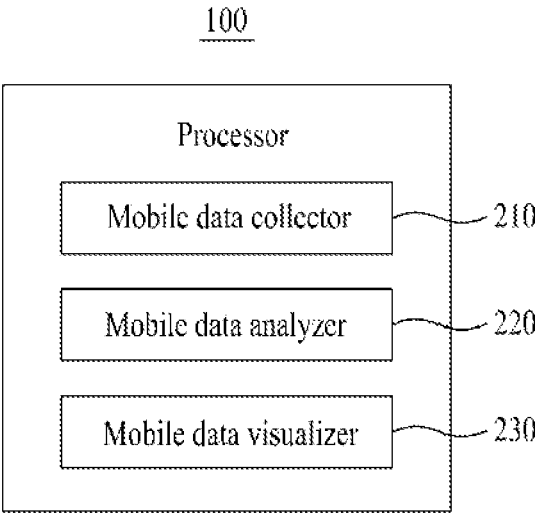 100
Processor
Mobile data collector
210
Mobile data analyzer
220
Mobile data visualizer
230